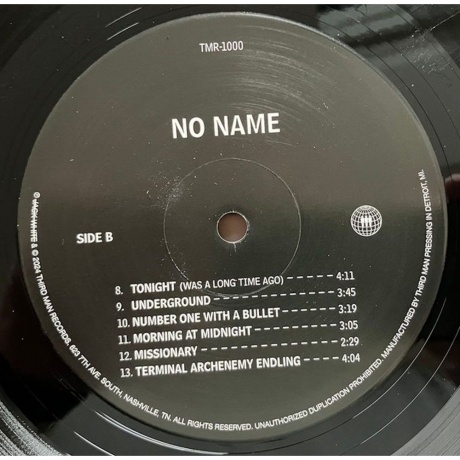 TMR-1000
NO NAME
SIDE B
8. TONIGHT (WAS A LONG TIME AGO) ------ 4:11
9. UNDERGROUND ------ 3:45
10. NUMBER ONE WITH A BULLET ------ 3:19
11. MORNING AT MIDNIGHT ------ 3:05
12. MISSIONARY ------ 2:29
13. TERMINAL ARCHENEMY ENDLING ------ 4:04
℗ JACK WHITE & © 2024 THIRD MAN RECORDS, 623 7TH AVE. SOUTH, NASHVILLE, TN. ALL RIGHTS RESERVED. UNAUTHORIZED DUPLICATION PROHIBITED. MANUFACTURED BY THIRD MAN PRESSING IN DETROIT, MI.